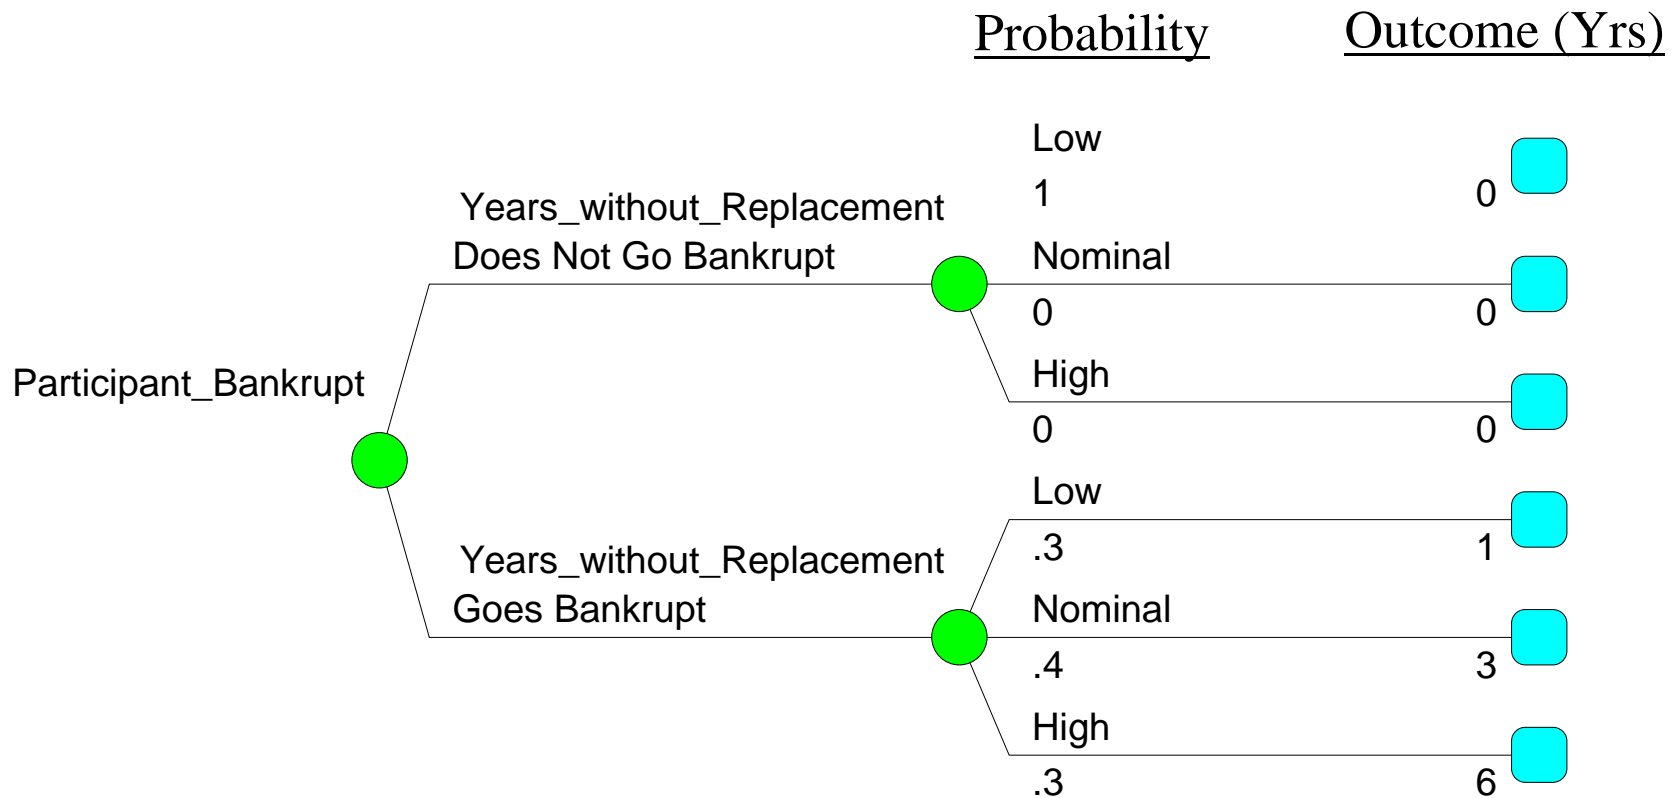 Probability Outcome (Yrs)
Low
1 0
Years_without_Replacement
Does Not Go Bankrupt Nominal
0 0
High
Participant_Bankrupt
0 0
Low
.3 1
Years_without_Replacement
Goes Bankrupt Nominal
.4 3
High
.3 6